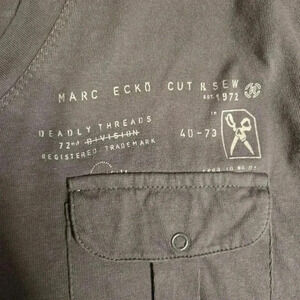 MARC ECKŌ CUT & SEW
EST. 1972
DEADLY THREADS
72ND DIVISION
REGISTERED TRADEMARK
40-73